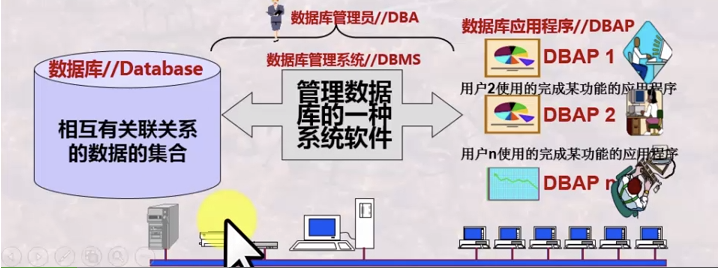 数据库管理员//DBA
数据库//Database
相互有关联关系
的数据的集合
数据库管理系统//DBMS
管理数据
库的一种
系统软件
数据库应用程序//DBAP
DBAP 1
用户2使用的完成某功能的应用程序
DBAP 2
用户n使用的完成某功能的应用程序
DBAP n